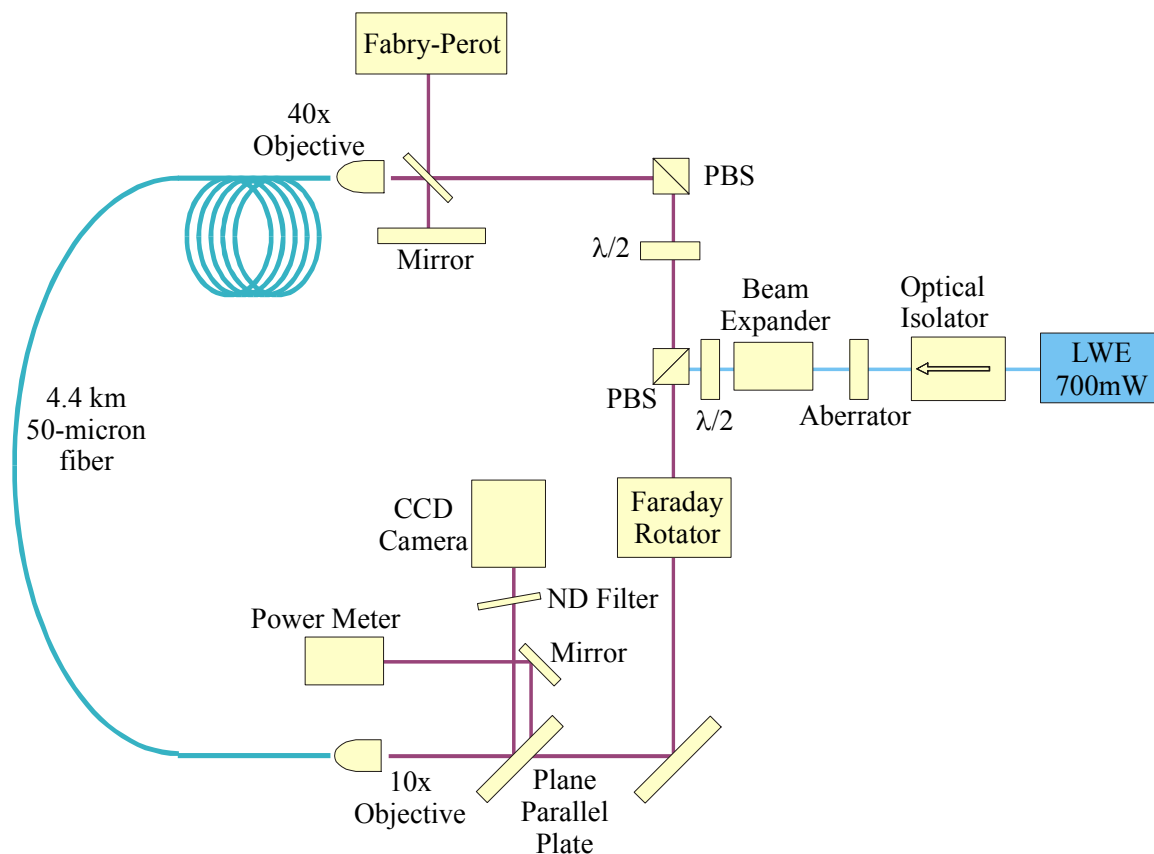 Fabry-Perot
40x
Objective
PBS
Mirror
λ/2
Beam
Expander
Optical
Isolator
LWE
700mW
PBS
λ/2
Aberrator
4.4 km
50-micron
fiber
CCD
Camera
Faraday
Rotator
ND Filter
Power Meter
Mirror
10x
Objective
Plane
Parallel
Plate